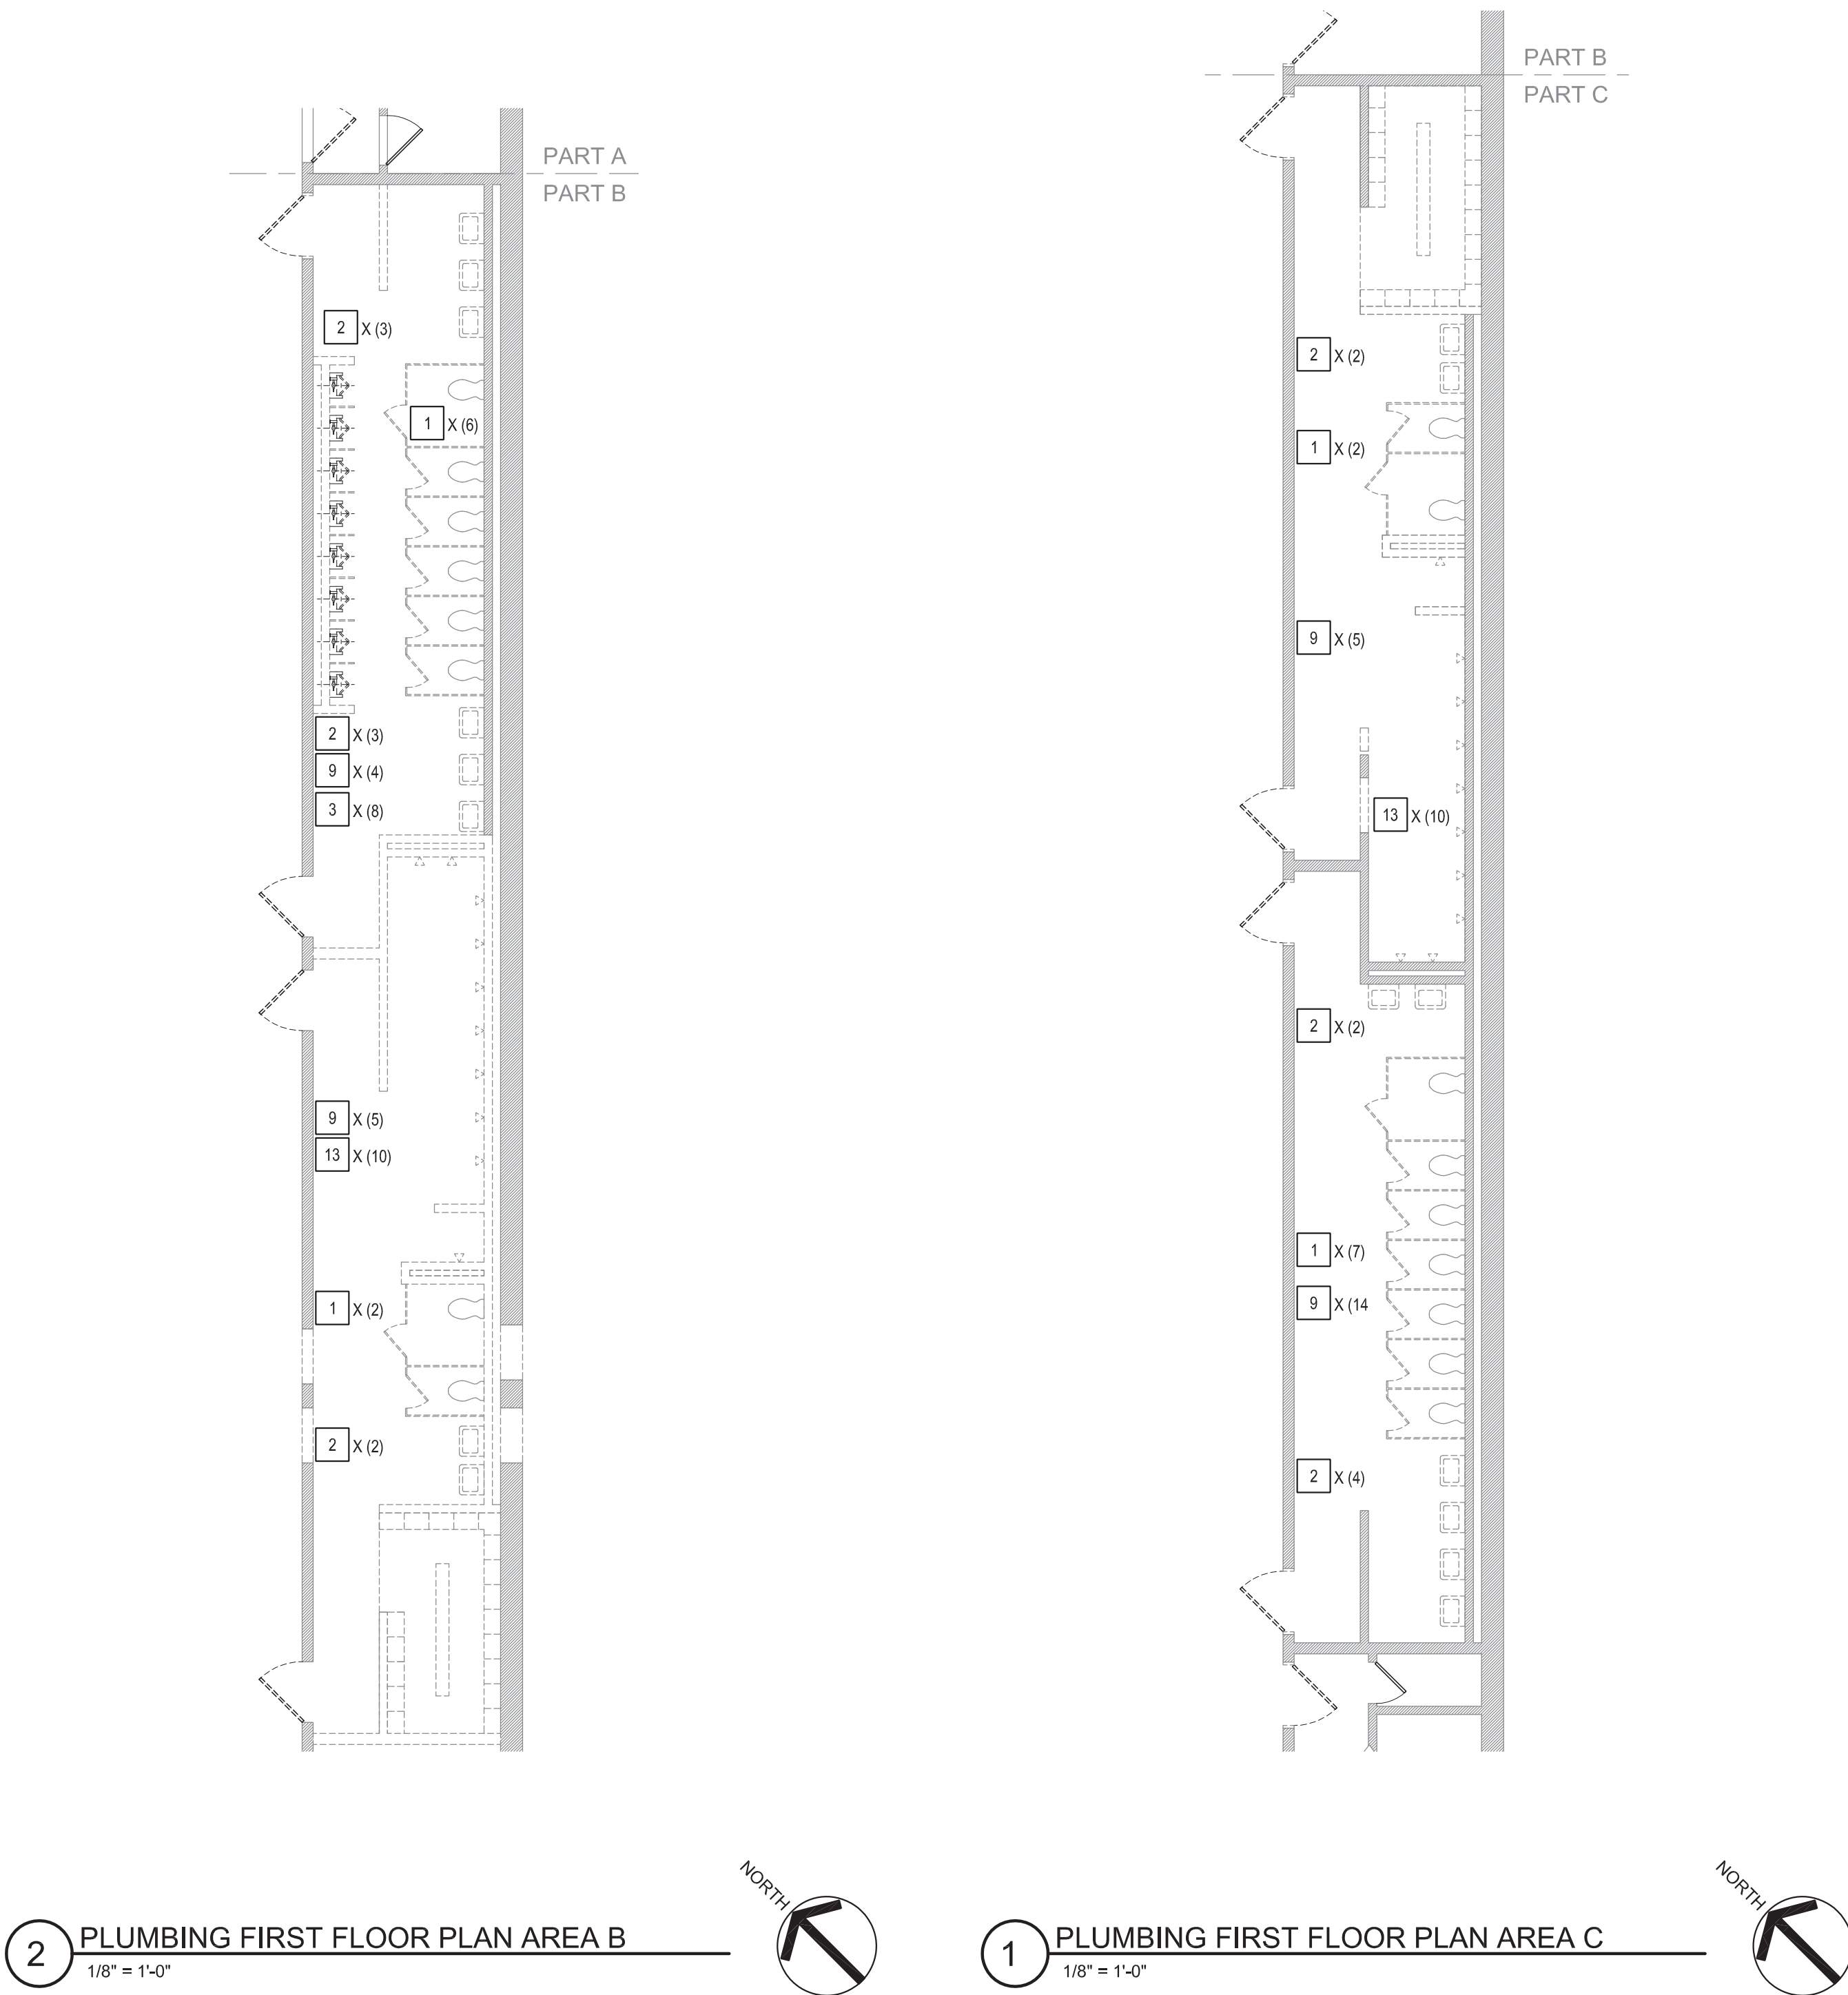 PART A
PART B
2 X (3)
1 X (6)
2 X (3)
9 X (4)
3 X (8)
9 X (5)
13 X (10)
1 X (2)
2 X (2)
2 PLUMBING FIRST FLOOR PLAN AREA B
1/8" = 1'-0"
NORTH
PART B
PART C
2 X (2)
1 X (2)
9 X (5)
13 X (10)
2 X (2)
1 X (7)
9 X (14
2 X (4)
1 PLUMBING FIRST FLOOR PLAN AREA C
1/8" = 1'-0"
NORTH